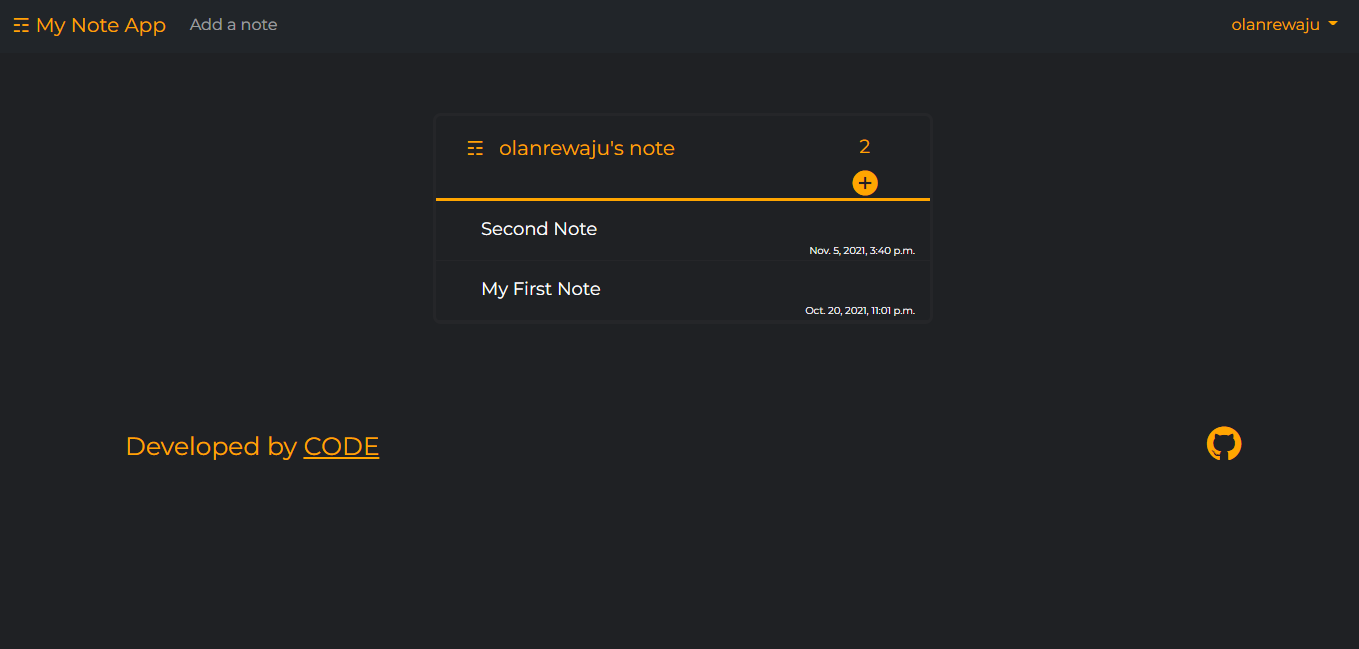 My Note App Add a note olanrewaju
olanrewaju's note 2
Second Note
Nov. 5, 2021, 3:40 p.m.
My First Note
Oct. 20, 2021, 11:01 p.m.
Developed by CODE